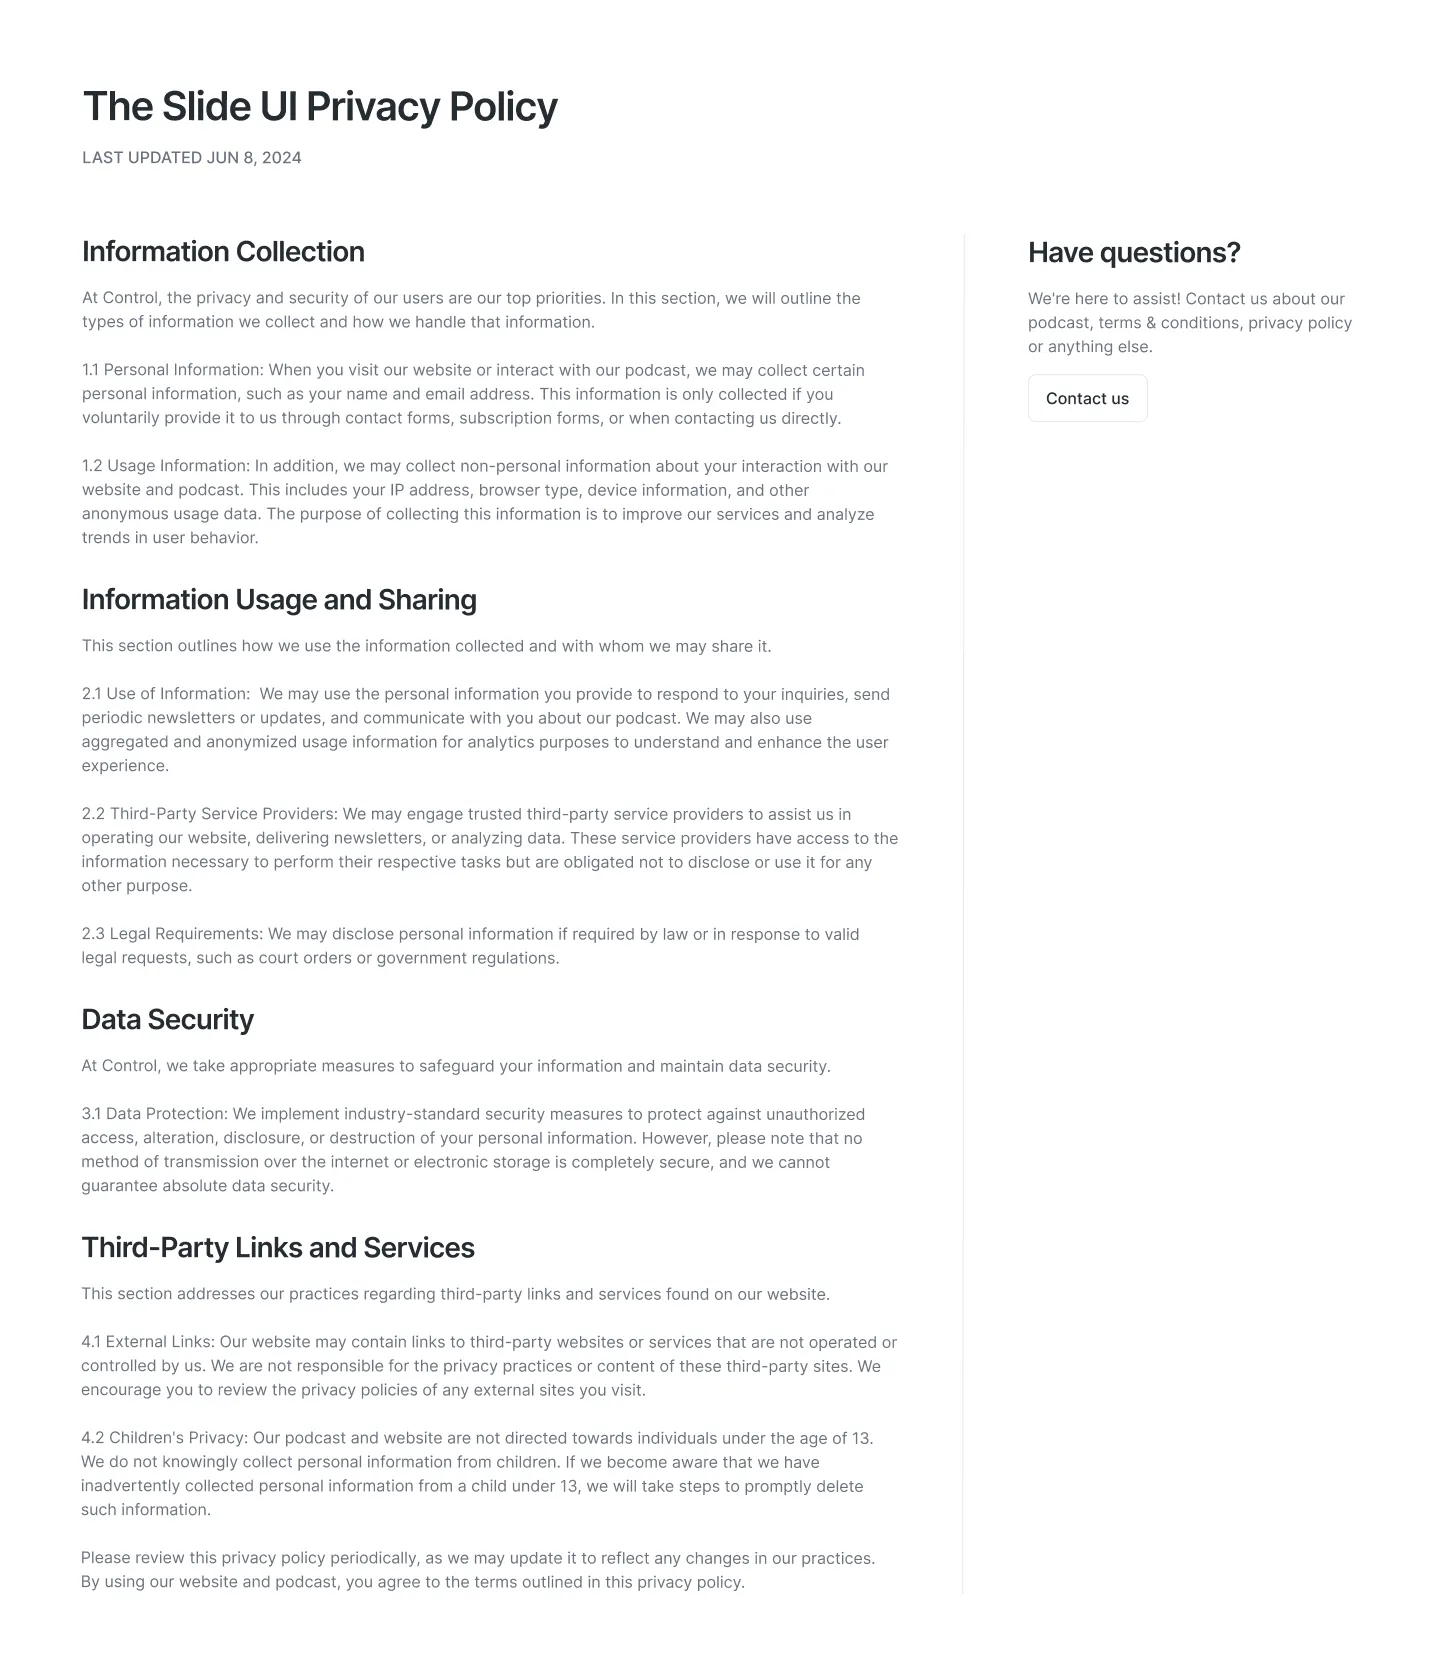 The Slide UI Privacy Policy
LAST UPDATED JUN 8, 2024
Information Collection
At Control, the privacy and security of our users are our top priorities. In this section, we will outline the
types of information we collect and how we handle that information.
1.1 Personal Information: When you visit our website or interact with our podcast, we may collect certain
personal information, such as your name and email address. This information is only collected if you
voluntarily provide it to us through contact forms, subscription forms, or when contacting us directly.
1.2 Usage Information: In addition, we may collect non-personal information about your interaction with our
website and podcast. This includes your IP address, browser type, device information, and other
anonymous usage data. The purpose of collecting this information is to improve our services and analyze
trends in user behavior.
Information Usage and Sharing
This section outlines how we use the information collected and with whom we may share it.
2.1 Use of Information:  We may use the personal information you provide to respond to your inquiries, send
periodic newsletters or updates, and communicate with you about our podcast. We may also use
aggregated and anonymized usage information for analytics purposes to understand and enhance the user
experience.
2.2 Third-Party Service Providers: We may engage trusted third-party service providers to assist us in
operating our website, delivering newsletters, or analyzing data. These service providers have access to the
information necessary to perform their respective tasks but are obligated not to disclose or use it for any
other purpose.
2.3 Legal Requirements: We may disclose personal information if required by law or in response to valid
legal requests, such as court orders or government regulations.
Data Security
At Control, we take appropriate measures to safeguard your information and maintain data security.
3.1 Data Protection: We implement industry-standard security measures to protect against unauthorized
access, alteration, disclosure, or destruction of your personal information. However, please note that no
method of transmission over the internet or electronic storage is completely secure, and we cannot
guarantee absolute data security.
Third-Party Links and Services
This section addresses our practices regarding third-party links and services found on our website.
4.1 External Links: Our website may contain links to third-party websites or services that are not operated or
controlled by us. We are not responsible for the privacy practices or content of these third-party sites. We
encourage you to review the privacy policies of any external sites you visit.
4.2 Children's Privacy: Our podcast and website are not directed towards individuals under the age of 13.
We do not knowingly collect personal information from children. If we become aware that we have
inadvertently collected personal information from a child under 13, we will take steps to promptly delete
such information.
Please review this privacy policy periodically, as we may update it to reflect any changes in our practices.
By using our website and podcast, you agree to the terms outlined in this privacy policy.
Have questions?
We're here to assist! Contact us about our
podcast, terms & conditions, privacy policy
or anything else.
Contact us